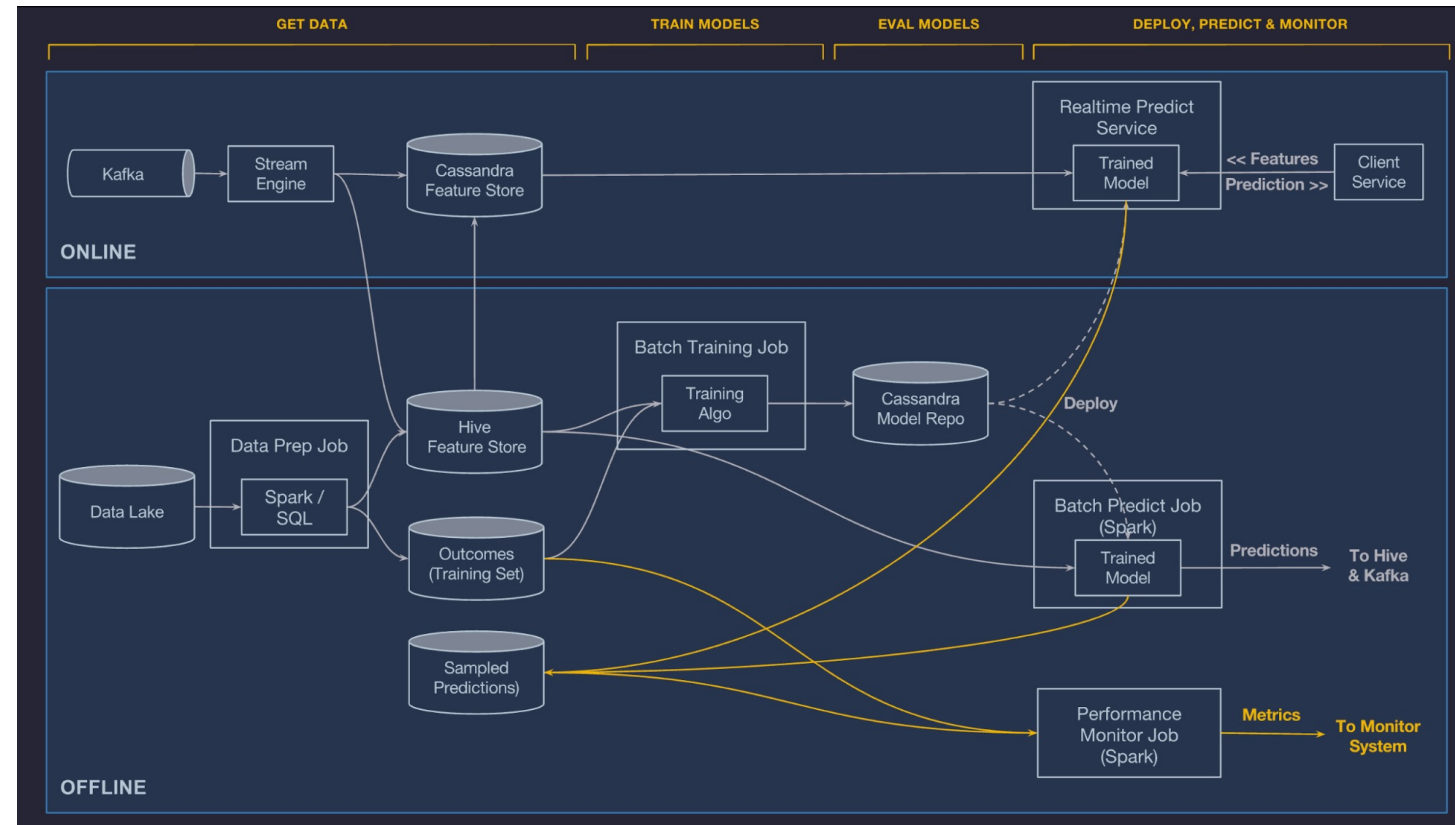 GET DATA
TRAIN MODELS
EVAL MODELS
DEPLOY, PREDICT & MONITOR
Kafka
Stream
Engine
Cassandra
Feature Store
Realtime Predict
Service
Trained
Model
<< Features
Prediction >>
Client
Service
ONLINE
Batch Training Job
Training
Algo
Cassandra
Model Repo
Deploy
Hive
Feature Store
Data Prep Job
Spark /
SQL
Data Lake
Outcomes
(Training Set)
Batch Predict Job
(Spark)
Trained
Model
Predictions
To Hive
& Kafka
Sampled
Predictions)
Performance
Monitor Job
(Spark)
Metrics
To Monitor
System
OFFLINE